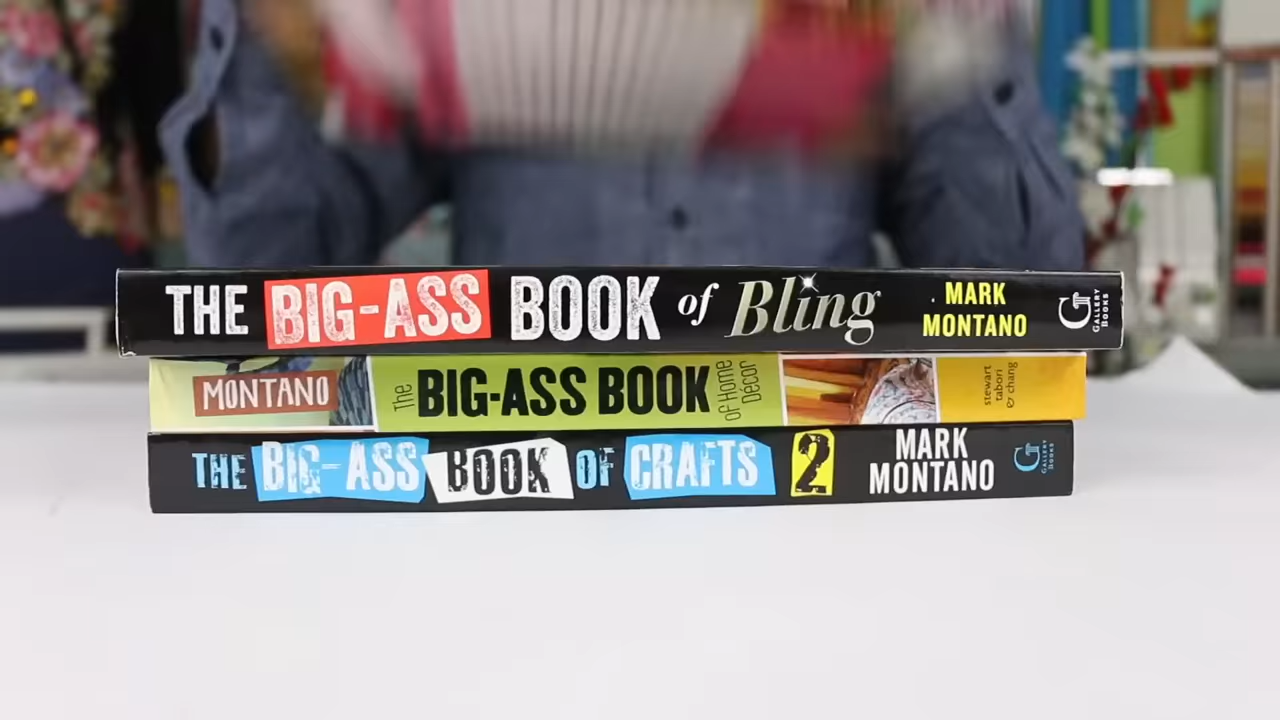 THE BIG-ASS BOOK of Bling
MARK
MONTANO
G
GALLERY
BOOKS
MONTANO
The
BIG-ASS BOOK
of Home
Decor
stewart
tabori
& chang
THE BIG-ASS BOOK OF CRAFTS 2
MARK
MONTANO
G
GALLERY
BOOKS